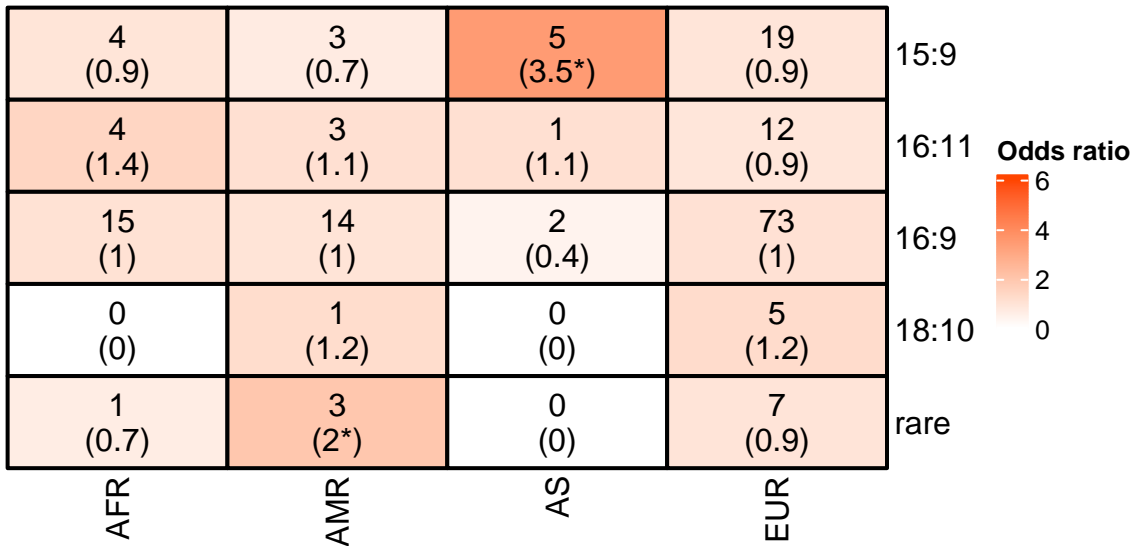 4 3 5 19
(0.9) (0.7) (3.5*) (0.9)
15:9
4 3 1 12
(1.4) (1.1) (1.1) (0.9)
16:11
15 14 2 73
(1) (1) (0.4) (1)
16:9
0 1 0 5
(0) (1.2) (0) (1.2)
18:10
1 3 0 7
(0.7) (2*) (0) (0.9)
rare
AFR AMR AS EUR
Odds ratio
6
4
2
0